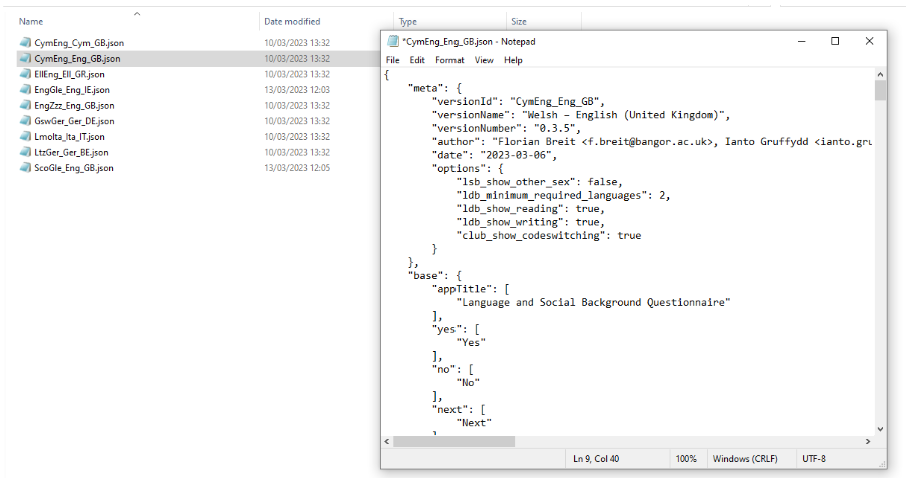 Name Date modified Type Size
CymEng_Cym_GB.json 10/03/2023 13:32
CymEng_Eng_GB.json 10/03/2023 13:32
EllEng_Ell_GR.json 10/03/2023 13:32
EngGle_Eng_IE.json 13/03/2023 12:03
EngZzz_Eng_GB.json 10/03/2023 13:32
GswGer_Ger_DE.json 10/03/2023 13:32
LmoIta_Ita_IT.json 10/03/2023 13:32
LtzGer_Ger_BE.json 10/03/2023 13:32
ScoGle_Eng_GB.json 13/03/2023 12:05
*CymEng_Eng_GB.json - Notepad
File Edit Format View Help
{
"meta": {
"versionId": "CymEng_Eng_GB",
"versionName": "Welsh – English (United Kingdom)",
"versionNumber": "0.3.5",
"author": "Florian Breit <f.breit@bangor.ac.uk>, Ianto Gruffydd <ianto.gru
"date": "2023-03-06",
"options": {
"lsb_show_other_sex": false,
"ldb_minimum_required_languages": 2,
"ldb_show_reading": true,
"ldb_show_writing": true,
"club_show_codeswitching": true
}
},
"base": {
"appTitle": [
"Language and Social Background Questionnaire"
],
"yes": [
"Yes"
],
"no": [
"No"
],
"next": [
"Next"
Ln 9, Col 40 100% Windows (CRLF) UTF-8